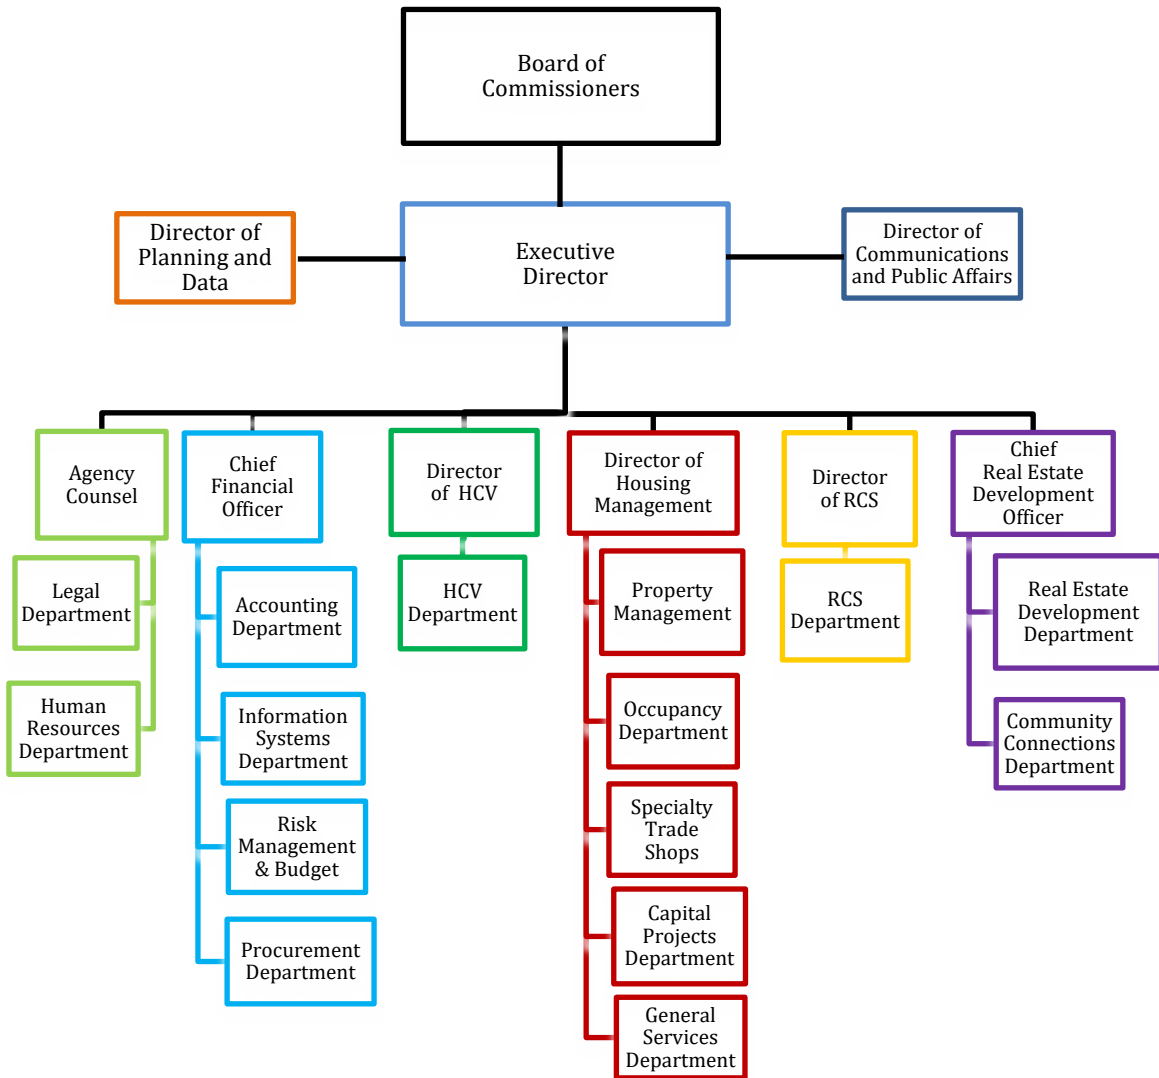 Board of
Commissioners
Director of
Planning and
Data
Executive
Director
Director of
Communications
and Public Affairs
Agency
Counsel
Chief
Financial
Officer
Director
of HCV
Director of
Housing
Management
Director
of RCS
Chief
Real Estate
Development
Officer
Legal
Department
Human
Resources
Department
Accounting
Department
Information
Systems
Department
Risk
Management
& Budget
Procurement
Department
HCV
Department
Property
Management
Occupancy
Department
Specialty
Trade
Shops
Capital
Projects
Department
General
Services
Department
RCS
Department
Real Estate
Development
Department
Community
Connections
Department